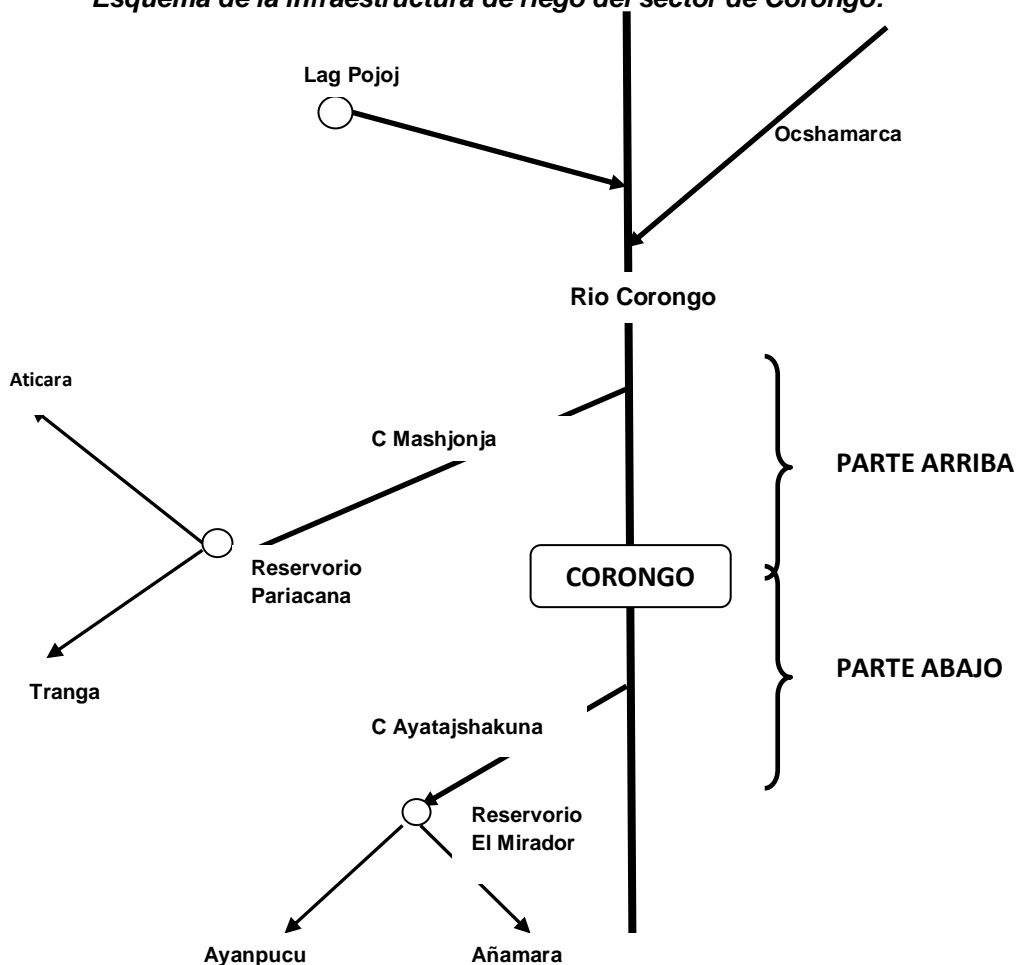 Esquema de la infraestructura de riego del sector de Corongo.
Lag Pojoj
Ocshamarca
Rio Corongo
Aticara
C Mashjonja
PARTE ARRIBA
Reservorio
Pariacana
CORONGO
Tranga
PARTE ABAJO
C Ayatajshakuna
Reservorio
El Mirador
Ayanpucu
Añamara